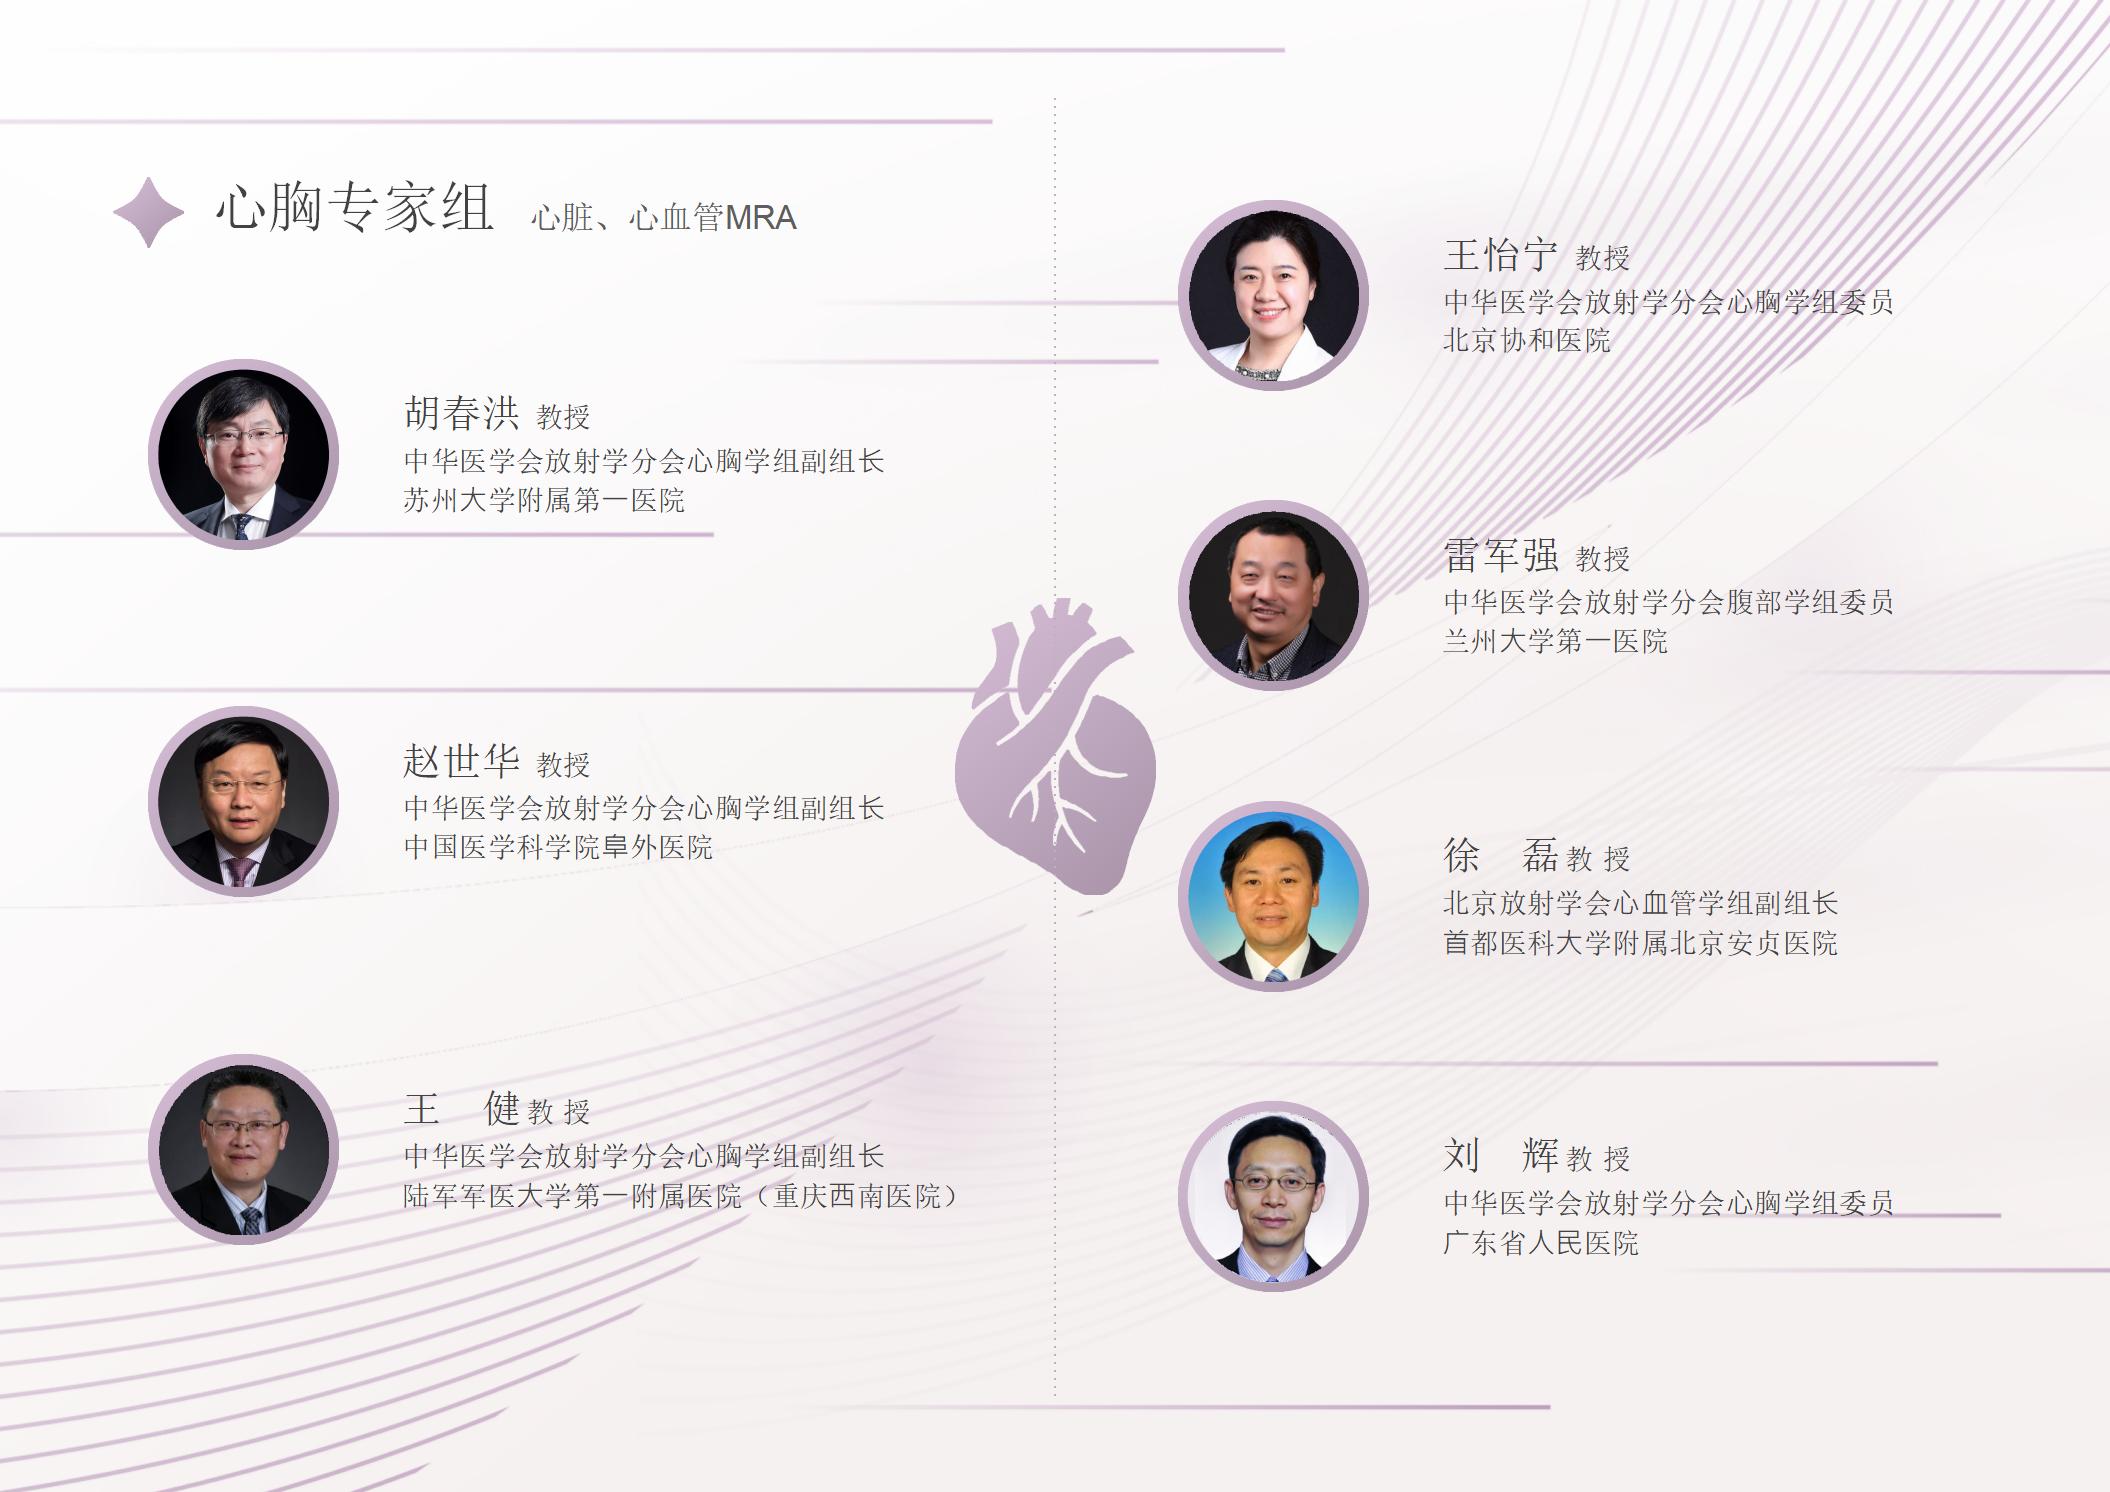 心胸专家组 心脏、心血管MRA
胡春洪 教授
中华医学会放射学分会心胸学组副组长
苏州大学附属第一医院
赵世华 教授
中华医学会放射学分会心胸学组副组长
中国医学科学院阜外医院
王　健 教 授
中华医学会放射学分会心胸学组副组长
陆军军医大学第一附属医院（重庆西南医院）
王怡宁 教授
中华医学会放射学分会心胸学组委员
北京协和医院
雷军强 教授
中华医学会放射学分会腹部学组委员
兰州大学第一医院
徐　磊 教 授
北京放射学会心血管学组副组长
首都医科大学附属北京安贞医院
刘　辉 教 授
中华医学会放射学分会心胸学组委员
广东省人民医院